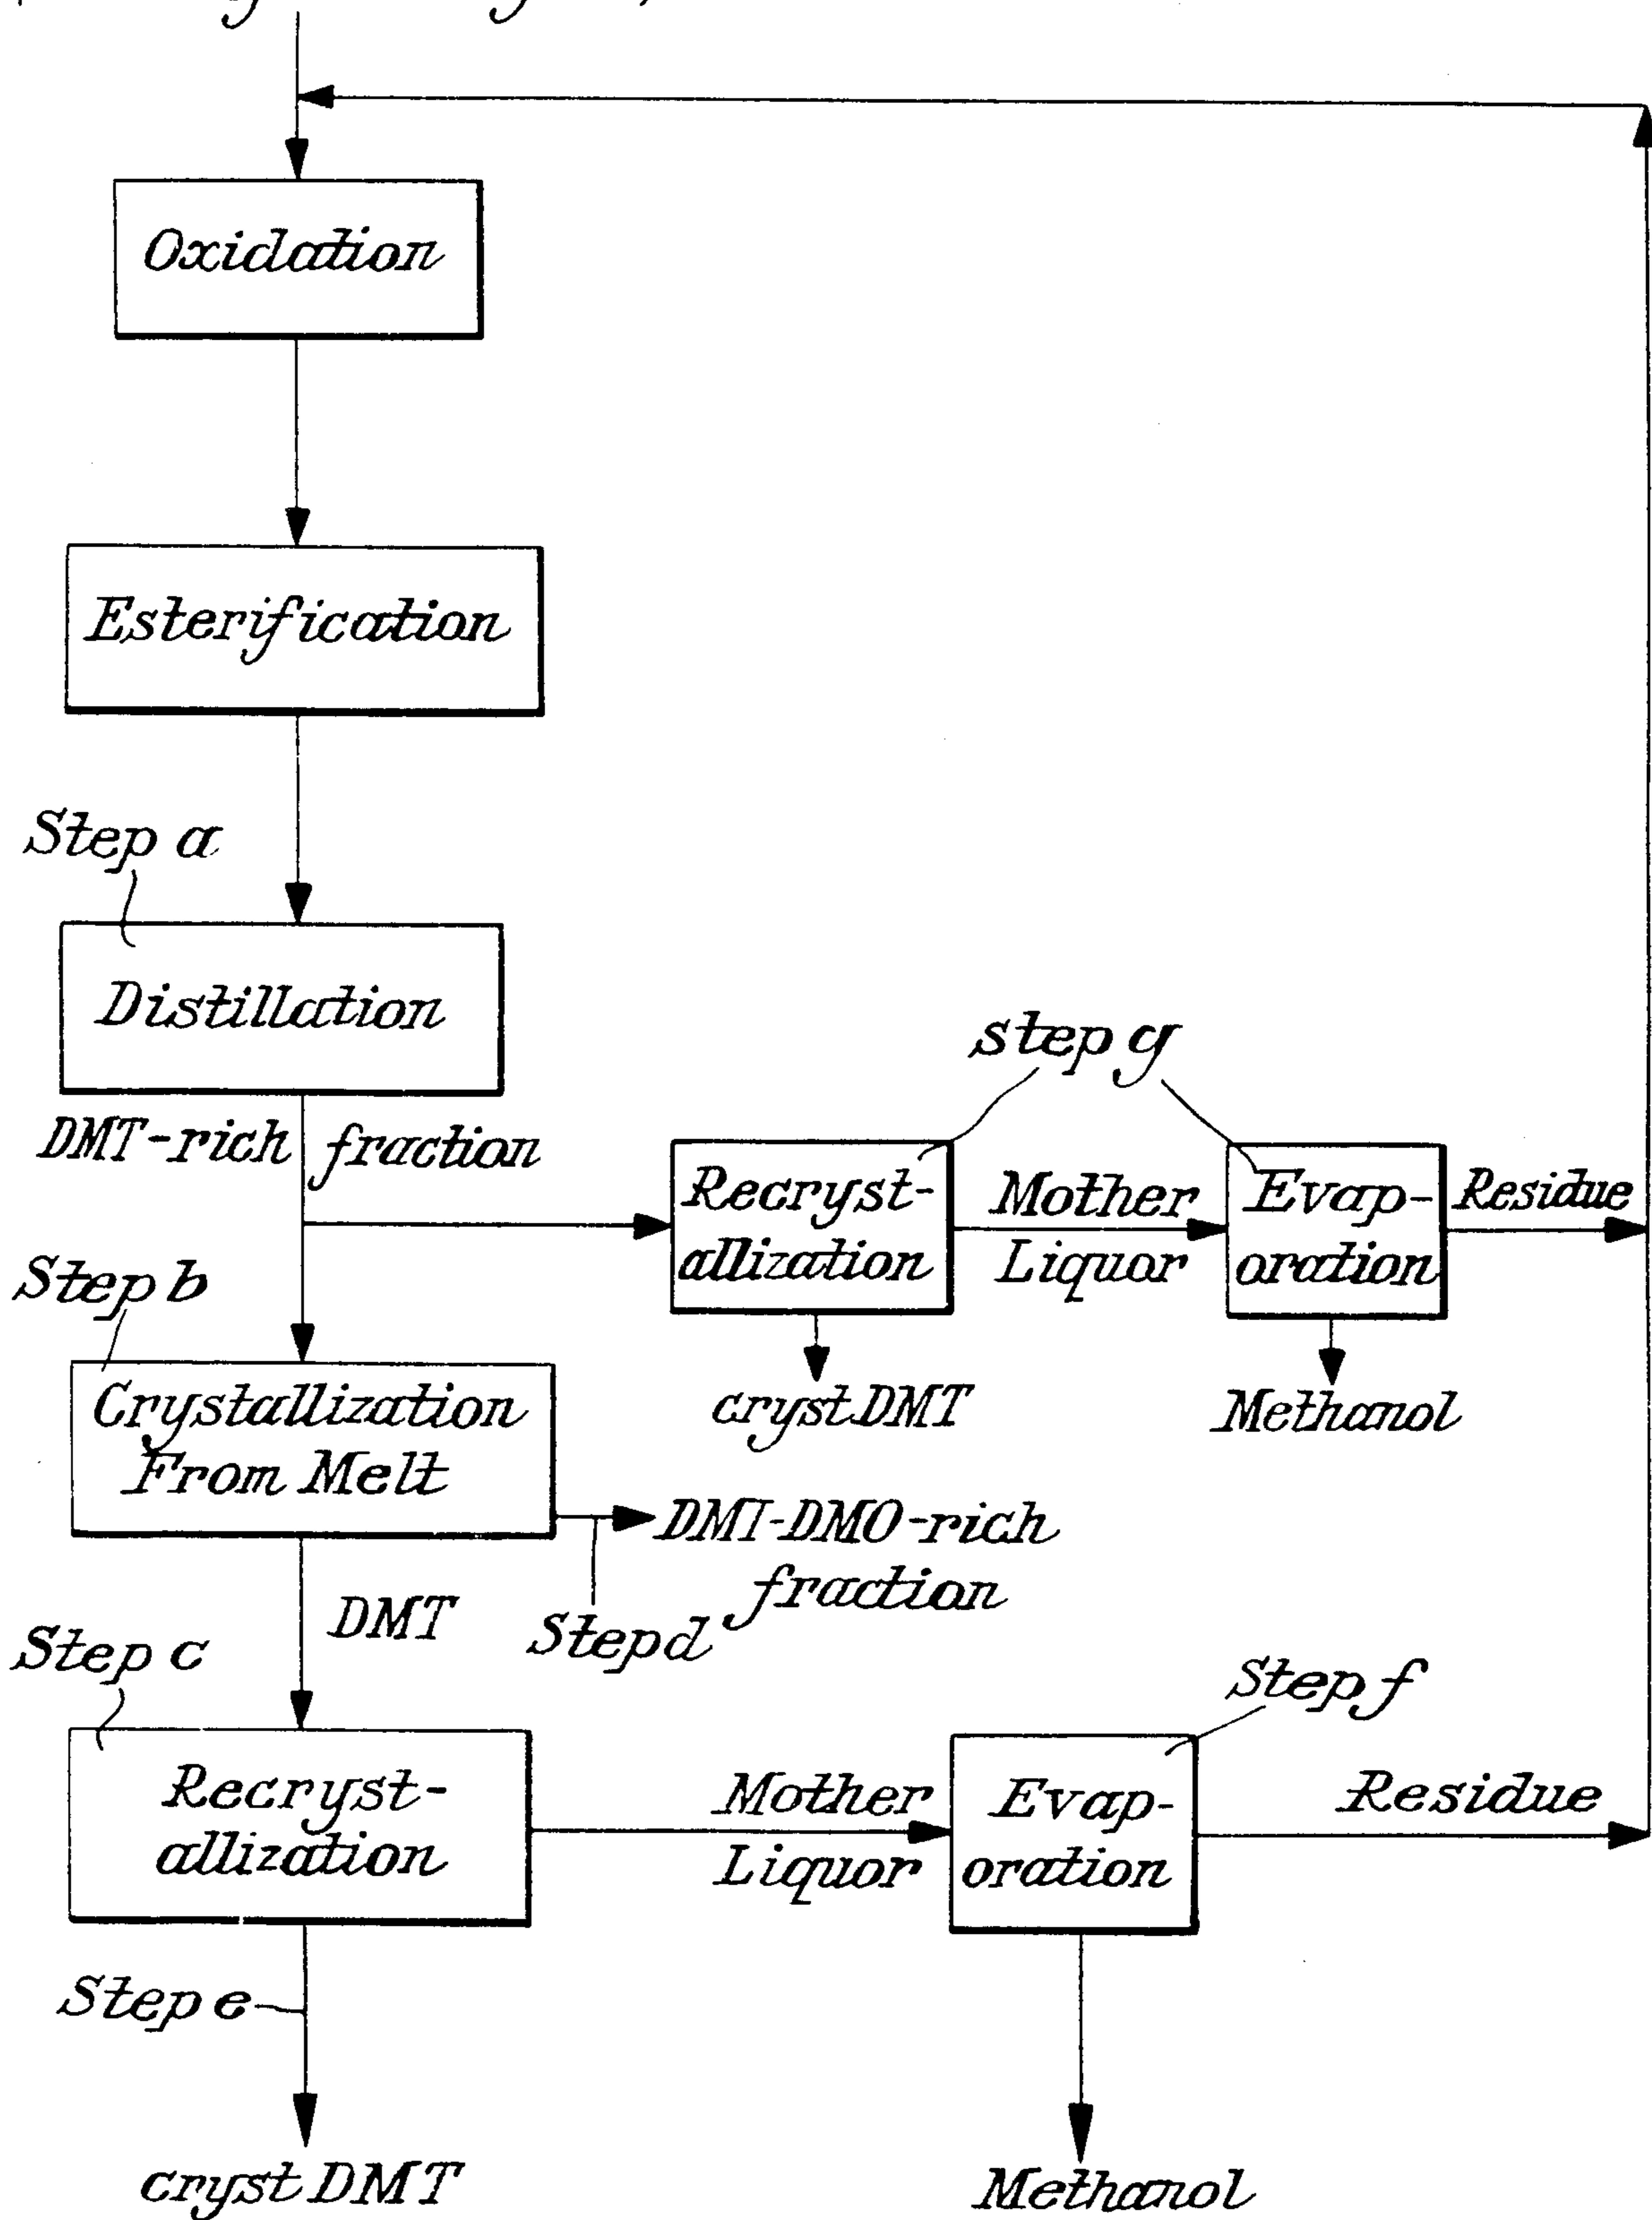 Oxidation
Esterification
Step a
Distillation
DMT-rich fraction
step g
Recryst-
allization
Mother
Liquor
Evap-
oration
Residue
cryst DMT
Methanol
Step b
Crystallization
From Melt
DMI-DMO-rich
fraction
Step d
DMT
Step c
Recryst-
allization
Mother
Liquor
Step f
Evap-
oration
Residue
Step e
cryst DMT
Methanol